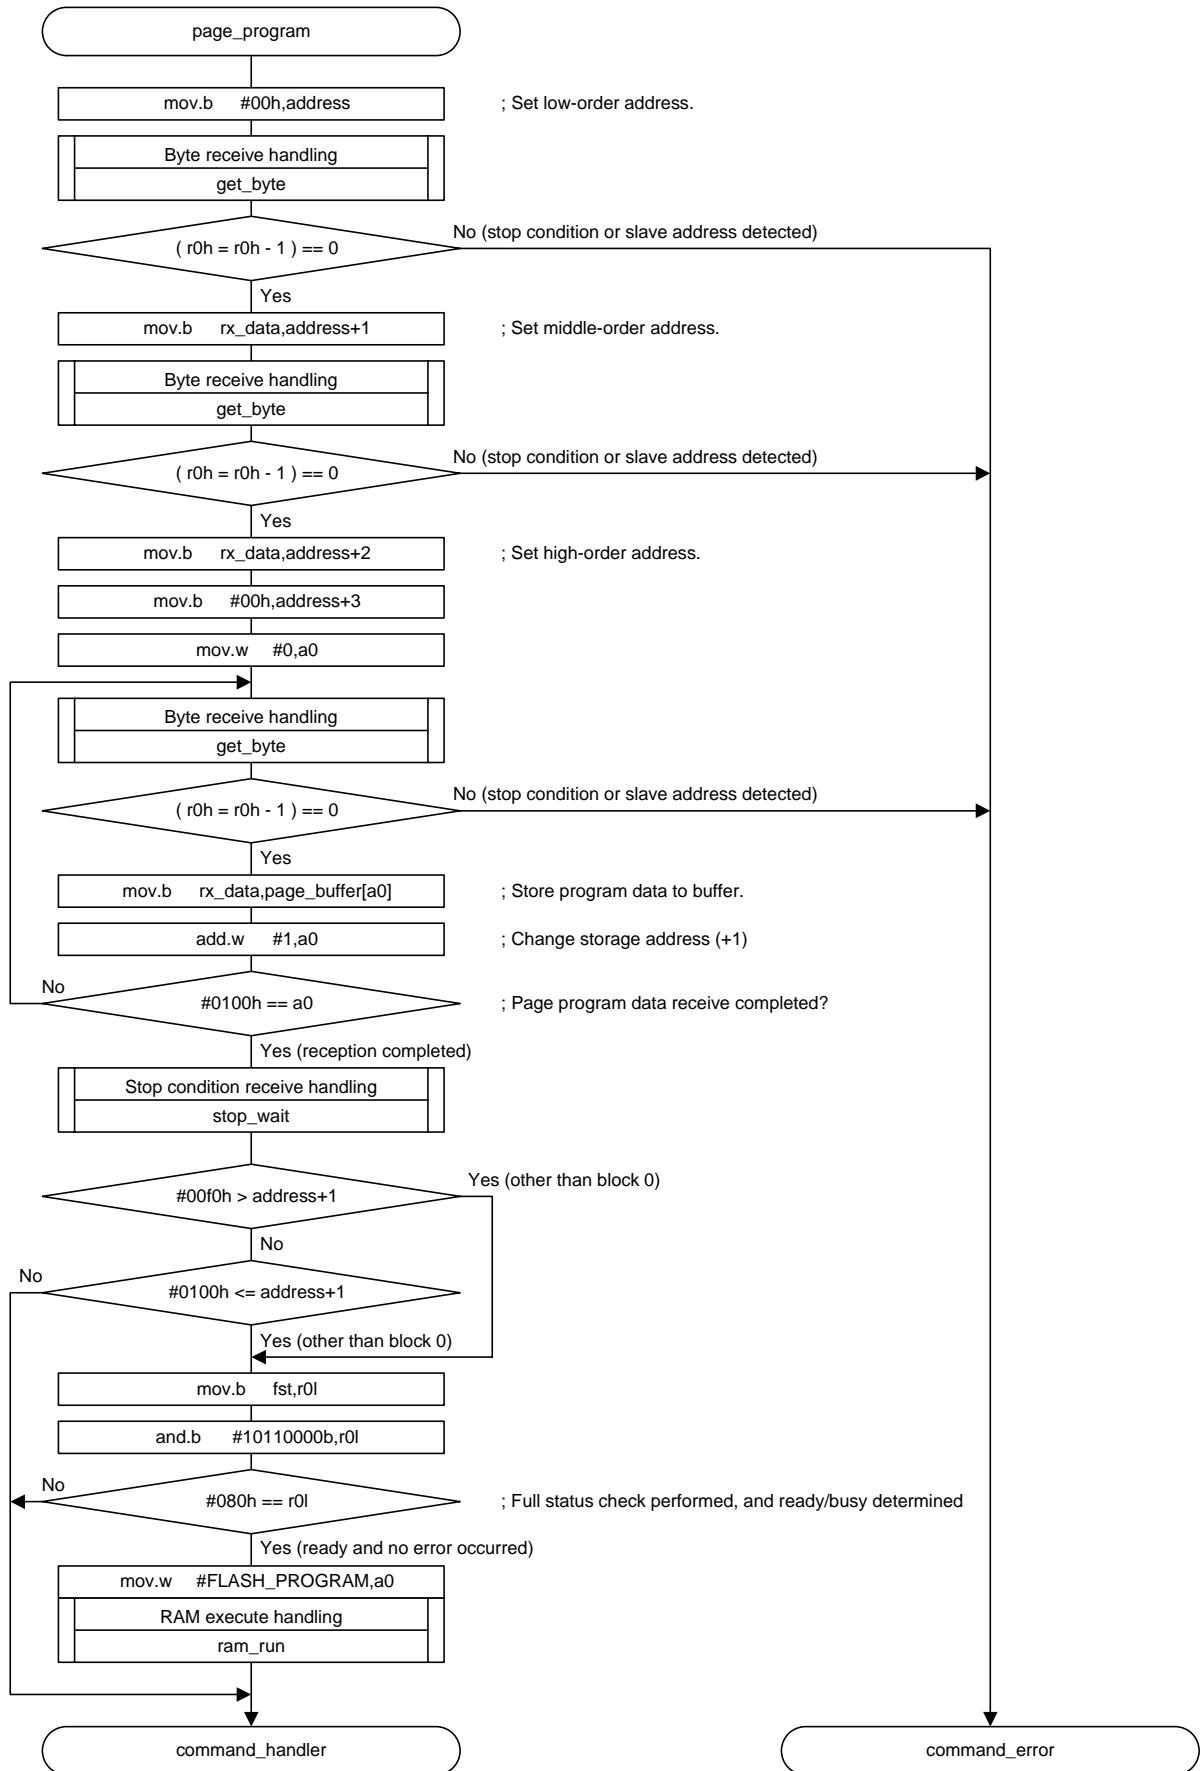 page_program
mov.b #00h,address ; Set low-order address.
Byte receive handling
get_byte
No (stop condition or slave address detected)
( r0h = r0h - 1 ) == 0
Yes
mov.b rx_data,address+1 ; Set middle-order address.
Byte receive handling
get_byte
No (stop condition or slave address detected)
( r0h = r0h - 1 ) == 0
Yes
mov.b rx_data,address+2 ; Set high-order address.
mov.b #00h,address+3
mov.w #0,a0
Byte receive handling
get_byte
No (stop condition or slave address detected)
( r0h = r0h - 1 ) == 0
Yes
mov.b rx_data,page_buffer[a0] ; Store program data to buffer.
add.w #1,a0 ; Change storage address (+1)
No
#0100h == a0 ; Page program data receive completed?
Yes (reception completed)
Stop condition receive handling
stop_wait
Yes (other than block 0)
#00f0h > address+1
No
No
#0100h <= address+1
Yes (other than block 0)
mov.b fst,r0l
and.b #10110000b,r0l
No
#080h == r0l ; Full status check performed, and ready/busy determined
Yes (ready and no error occurred)
mov.w #FLASH_PROGRAM,a0
RAM execute handling
ram_run
command_handler command_error